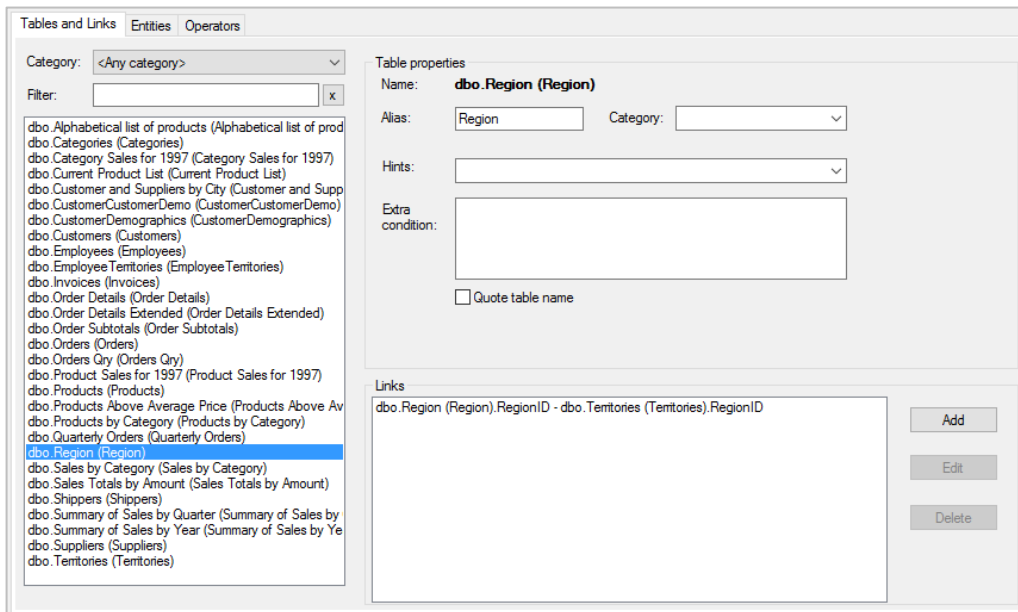 Tables and Links Entities Operators
Category: <Any category>
Filter: x
dbo.Alphabetical list of products (Alphabetical list of prod
dbo.Categories (Categories)
dbo.Category Sales for 1997 (Category Sales for 1997)
dbo.Current Product List (Current Product List)
dbo.Customer and Suppliers by City (Customer and Supp
dbo.CustomerCustomerDemo (CustomerCustomerDemo)
dbo.CustomerDemographics (CustomerDemographics)
dbo.Customers (Customers)
dbo.Employees (Employees)
dbo.EmployeeTerritories (EmployeeTerritories)
dbo.Invoices (Invoices)
dbo.Order Details (Order Details)
dbo.Order Details Extended (Order Details Extended)
dbo.Order Subtotals (Order Subtotals)
dbo.Orders (Orders)
dbo.Orders Qry (Orders Qry)
dbo.Product Sales for 1997 (Product Sales for 1997)
dbo.Products (Products)
dbo.Products Above Average Price (Products Above Av
dbo.Products by Category (Products by Category)
dbo.Quarterly Orders (Quarterly Orders)
dbo.Region (Region)
dbo.Sales by Category (Sales by Category)
dbo.Sales Totals by Amount (Sales Totals by Amount)
dbo.Shippers (Shippers)
dbo.Summary of Sales by Quarter (Summary of Sales by
dbo.Summary of Sales by Year (Summary of Sales by Ye
dbo.Suppliers (Suppliers)
dbo.Territories (Territories)
Table properties
Name: dbo.Region (Region)
Alias: Region Category:
Hints:
Extra
condition:
Quote table name
Links
dbo.Region (Region).RegionID - dbo.Territories (Territories).RegionID
Add
Edit
Delete